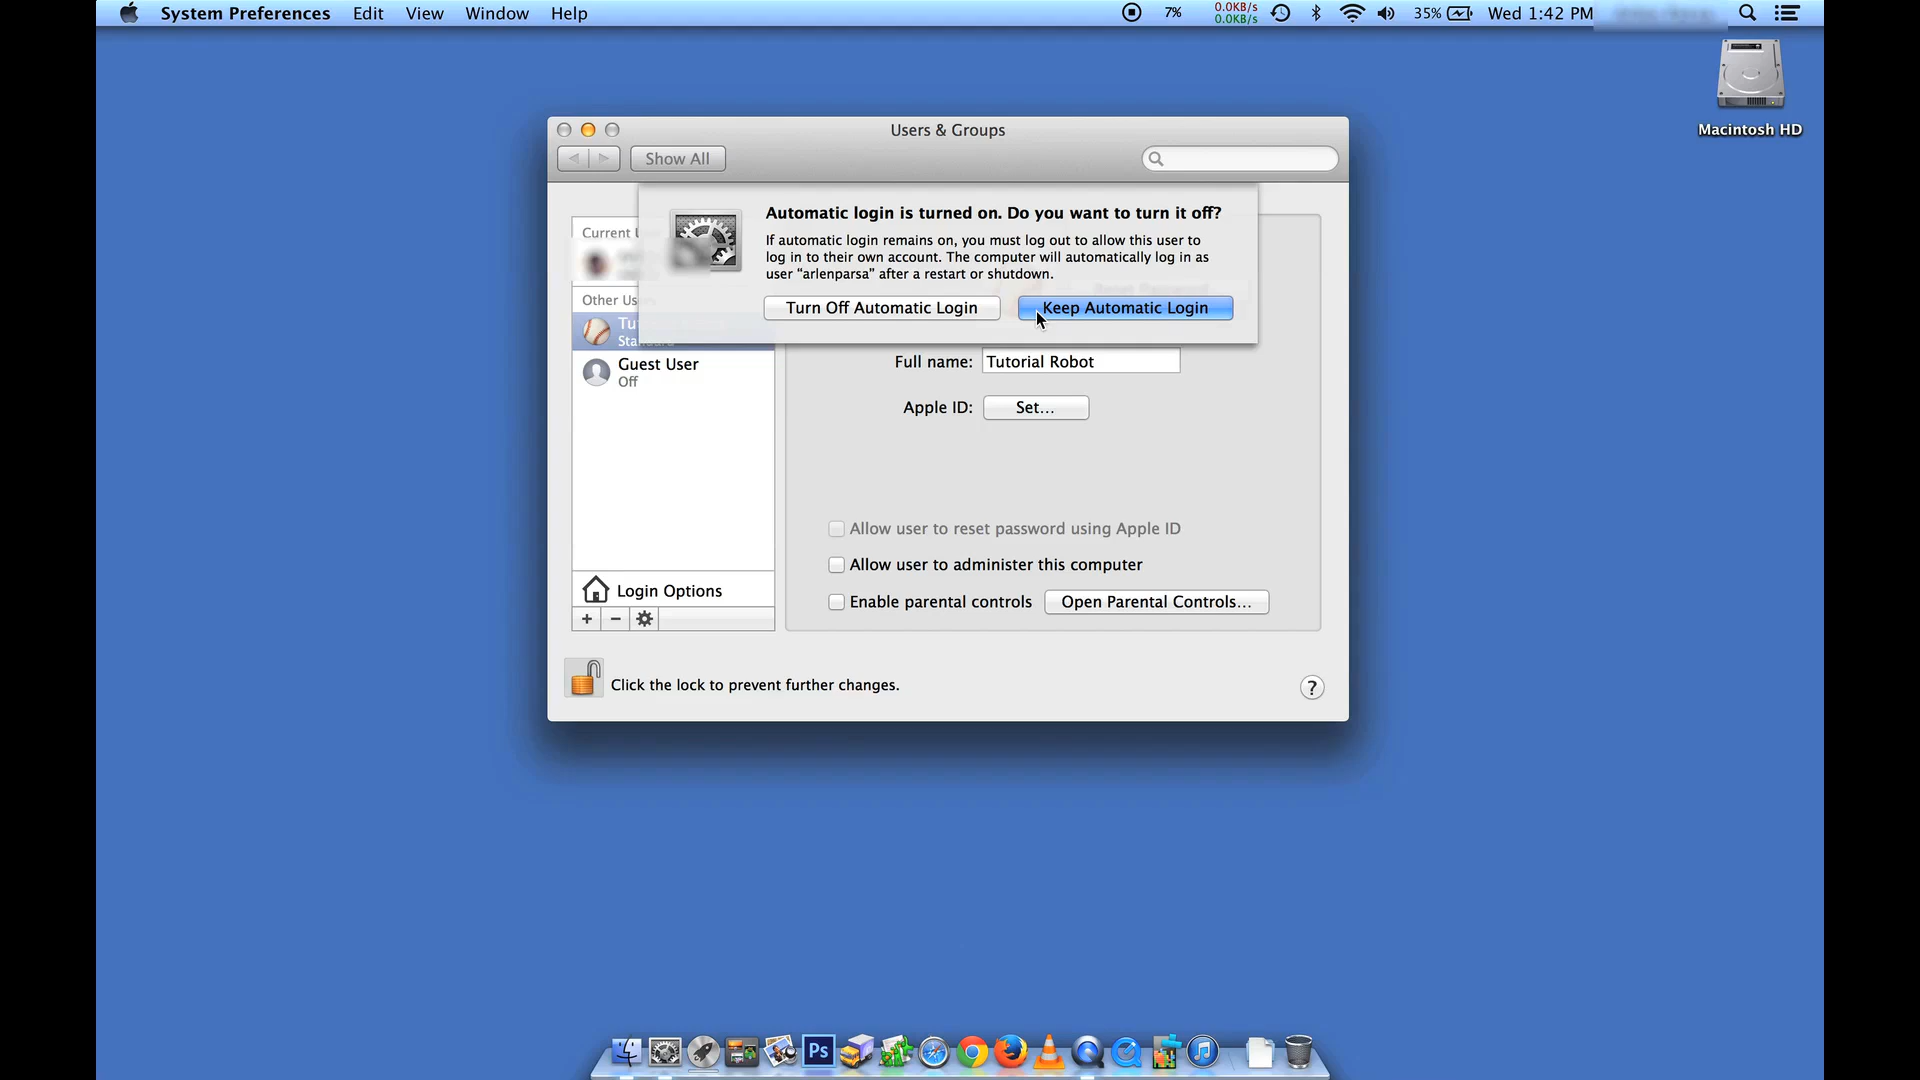 System Preferences Edit View Window Help
7% 0.0KB/s 35% Wed 1:42 PM
0.0KB/s
Macintosh HD
Users & Groups
Show All
Automatic login is turned on. Do you want to turn it off?
If automatic login remains on, you must log out to allow this user to
log in to their own account. The computer will automatically log in as
user “arlenparsa” after a restart or shutdown.
Turn Off Automatic Login Keep Automatic Login
Current
Other
Guest User
Off
Full name: Tutorial Robot
Apple ID: Set...
Allow user to reset password using Apple ID
Allow user to administer this computer
Enable parental controls Open Parental Controls...
Login Options
+ −
Click the lock to prevent further changes.
?
Ps